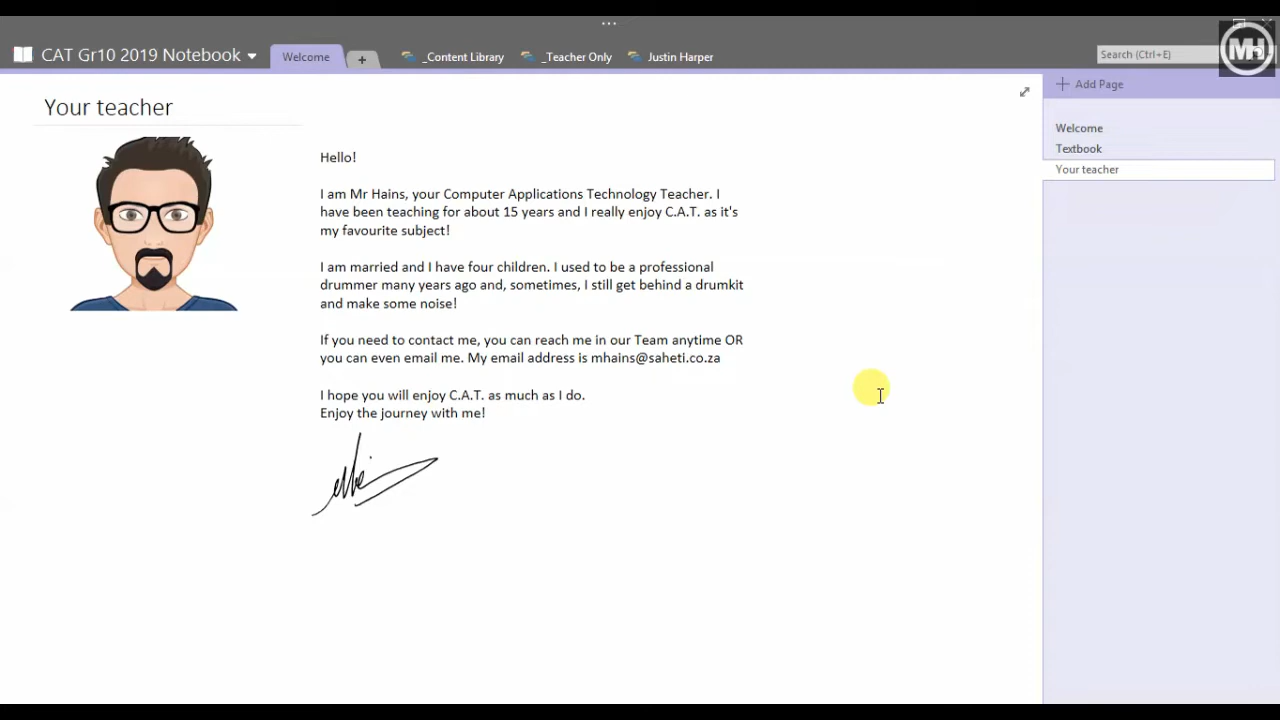 CAT Gr10 2019 Notebook
Welcome
_Content Library
_Teacher Only
Justin Harper
Search (Ctrl+E)
MH
Your teacher
Hello!
I am Mr Hains, your Computer Applications Technology Teacher. I
have been teaching for about 15 years and I really enjoy C.A.T. as it's
my favourite subject!
I am married and I have four children. I used to be a professional
drummer many years ago and, sometimes, I still get behind a drumkit
and make some noise!
If you need to contact me, you can reach me in our Team anytime OR
you can even email me. My email address is mhains@saheti.co.za
I hope you will enjoy C.A.T. as much as I do.
Enjoy the journey with me!
Add Page
Welcome
Textbook
Your teacher